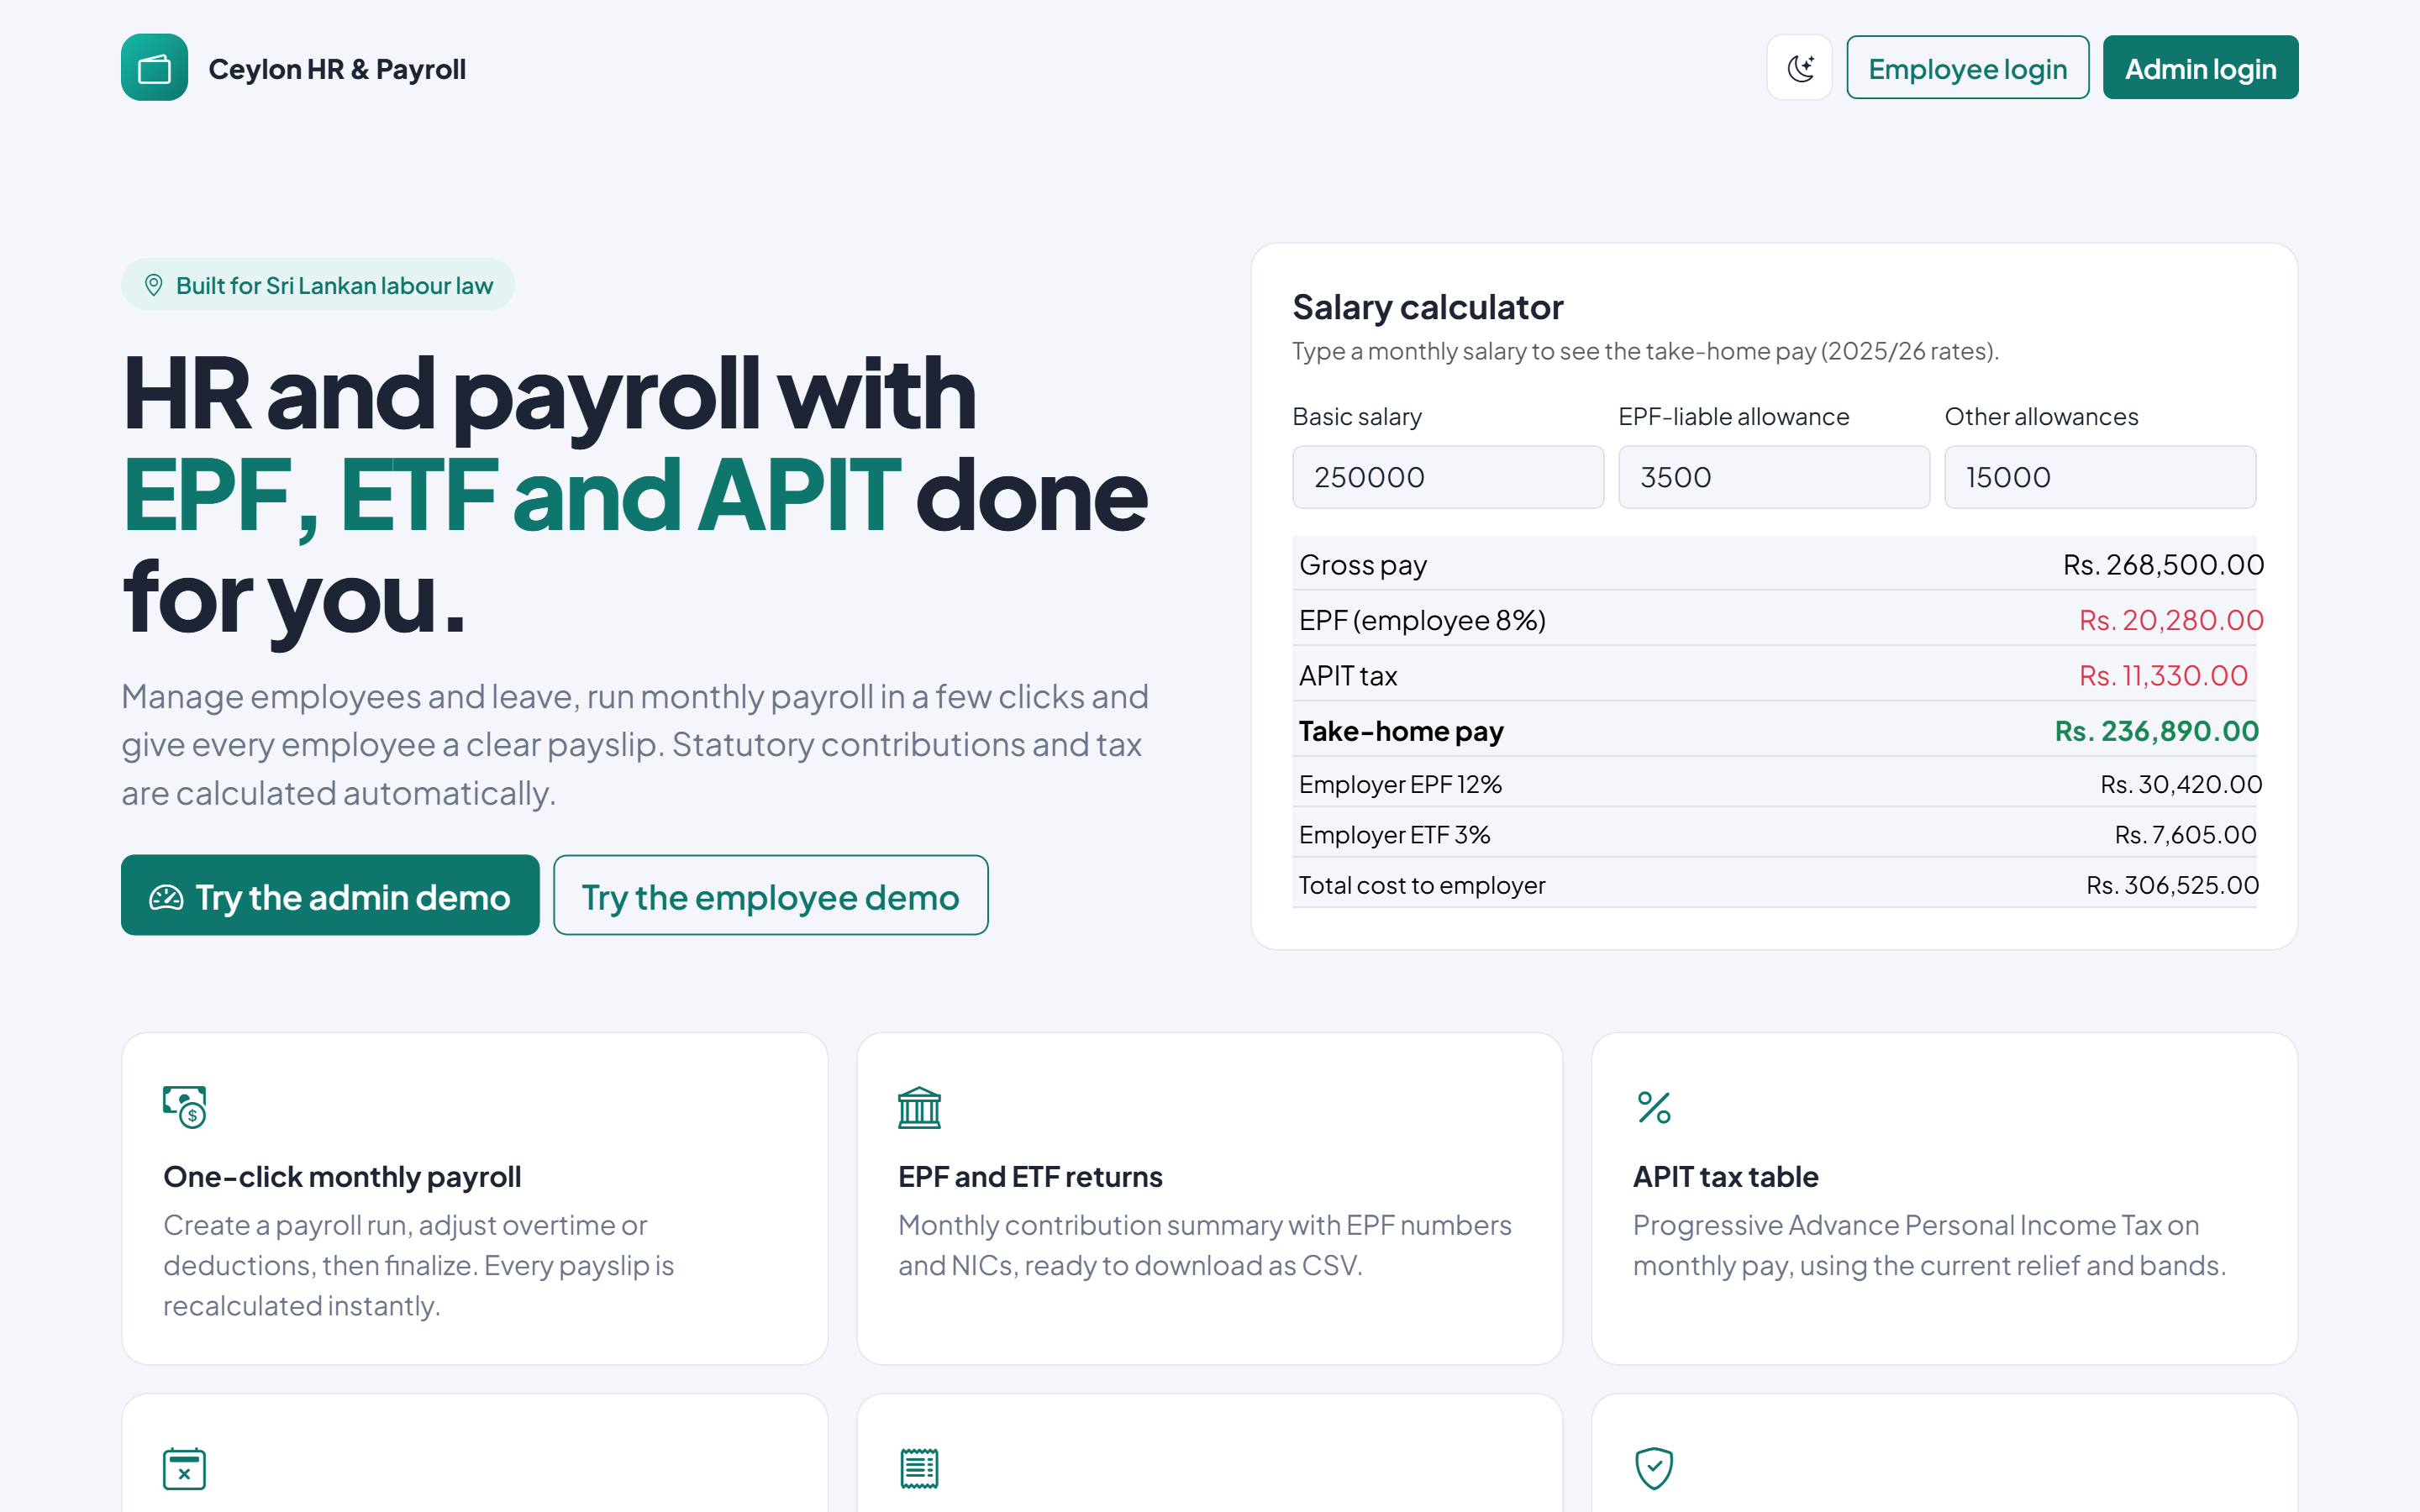 Ceylon HR & Payroll
Employee login
Admin login
Built for Sri Lankan labour law
HR and payroll with
EPF, ETF and APIT done
for you.
Manage employees and leave, run monthly payroll in a few clicks and
give every employee a clear payslip. Statutory contributions and tax
are calculated automatically.
Try the admin demo
Try the employee demo
Salary calculator
Type a monthly salary to see the take-home pay (2025/26 rates).
Basic salary EPF-liable allowance Other allowances
250000 3500 15000
Gross pay Rs. 268,500.00
EPF (employee 8%) Rs. 20,280.00
APIT tax Rs. 11,330.00
Take-home pay Rs. 236,890.00
Employer EPF 12% Rs. 30,420.00
Employer ETF 3% Rs. 7,605.00
Total cost to employer Rs. 306,525.00
One-click monthly payroll
Create a payroll run, adjust overtime or
deductions, then finalize. Every payslip is
recalculated instantly.
EPF and ETF returns
Monthly contribution summary with EPF numbers
and NICs, ready to download as CSV.
APIT tax table
Progressive Advance Personal Income Tax on
monthly pay, using the current relief and bands.